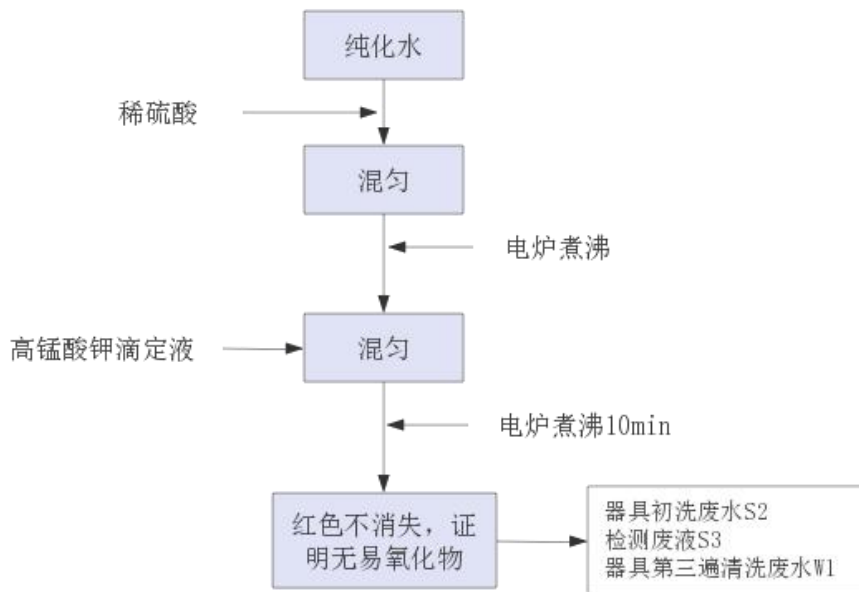 纯化水
稀硫酸
混匀
电炉煮沸
高锰酸钾滴定液
混匀
电炉煮沸10min
红色不消失，证
明无易氧化物
器具初洗废水S2
检测废液S3
器具第三遍清洗废水W1